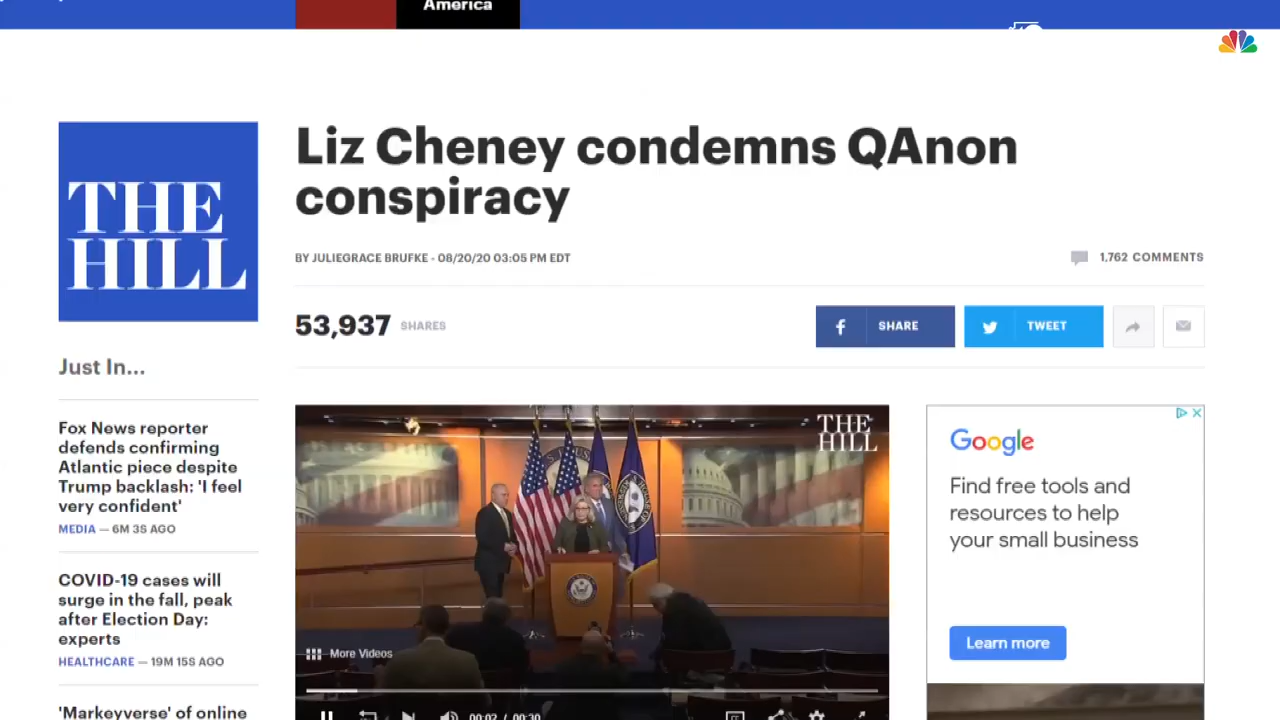 America
THE
HILL
Liz Cheney condemns QAnon
conspiracy
BY JULIEGRACE BRUFKE - 08/20/20 03:05 PM EDT
1,762 COMMENTS
53,937 SHARES
SHARE
TWEET
Just In...
Fox News reporter
defends confirming
Atlantic piece despite
Trump backlash: 'I feel
very confident'
MEDIA — 6M 3S AGO
COVID-19 cases will
surge in the fall, peak
after Election Day:
experts
HEALTHCARE — 19M 15S AGO
'Markeyverse' of online
THE
HILL
More Videos
00:02 / 00:30
Google
Find free tools and
resources to help
your small business
Learn more